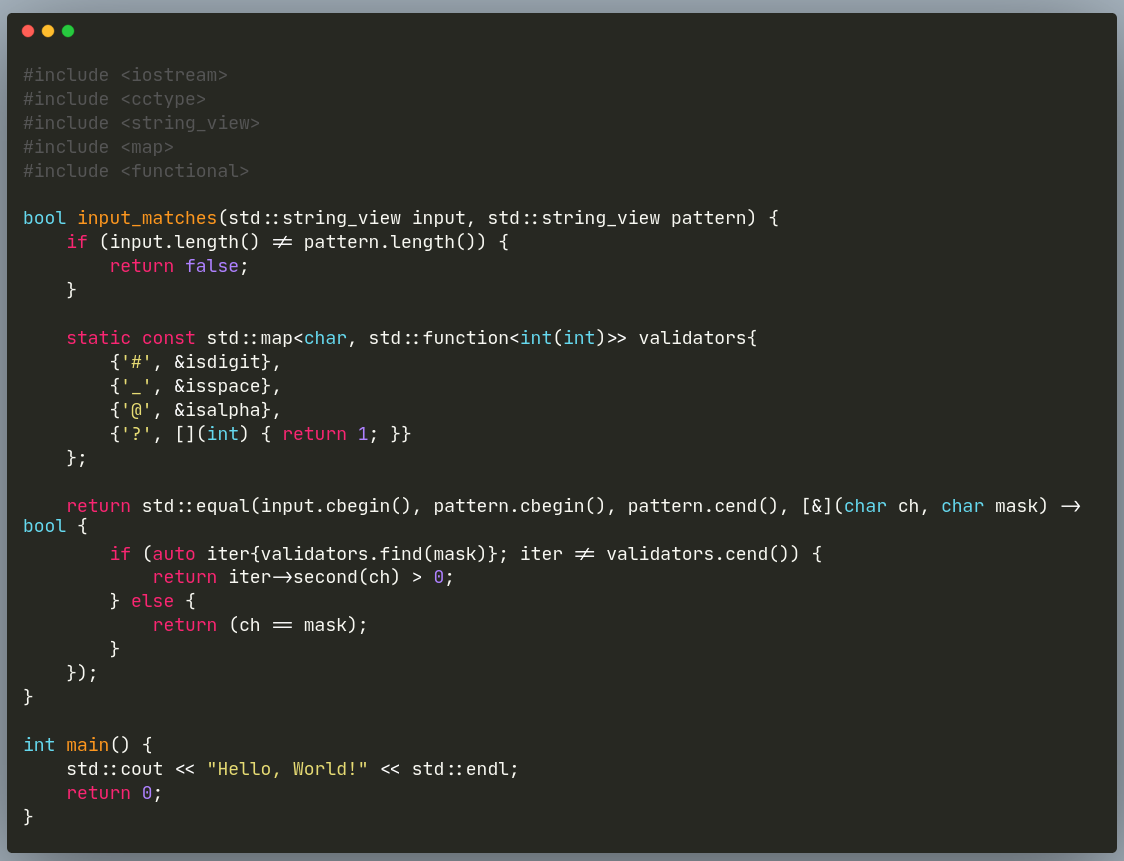 #include <iostream>
#include <cctype>
#include <string_view>
#include <map>
#include <functional>

bool input_matches(std::string_view input, std::string_view pattern) {
    if (input.length() != pattern.length()) {
        return false;
    }

    static const std::map<char, std::function<int(int)>> validators{
        {'#', &isdigit},
        {'_', &isspace},
        {'@', &isalpha},
        {'?', [](int) { return 1; }}
    };

    return std::equal(input.cbegin(), pattern.cbegin(), pattern.cend(), [&](char ch, char mask) ->
bool {
        if (auto iter{validators.find(mask)}; iter != validators.cend()) {
            return iter->second(ch) > 0;
        } else {
            return (ch == mask);
        }
    });
}

int main() {
    std::cout << "Hello, World!" << std::endl;
    return 0;
}